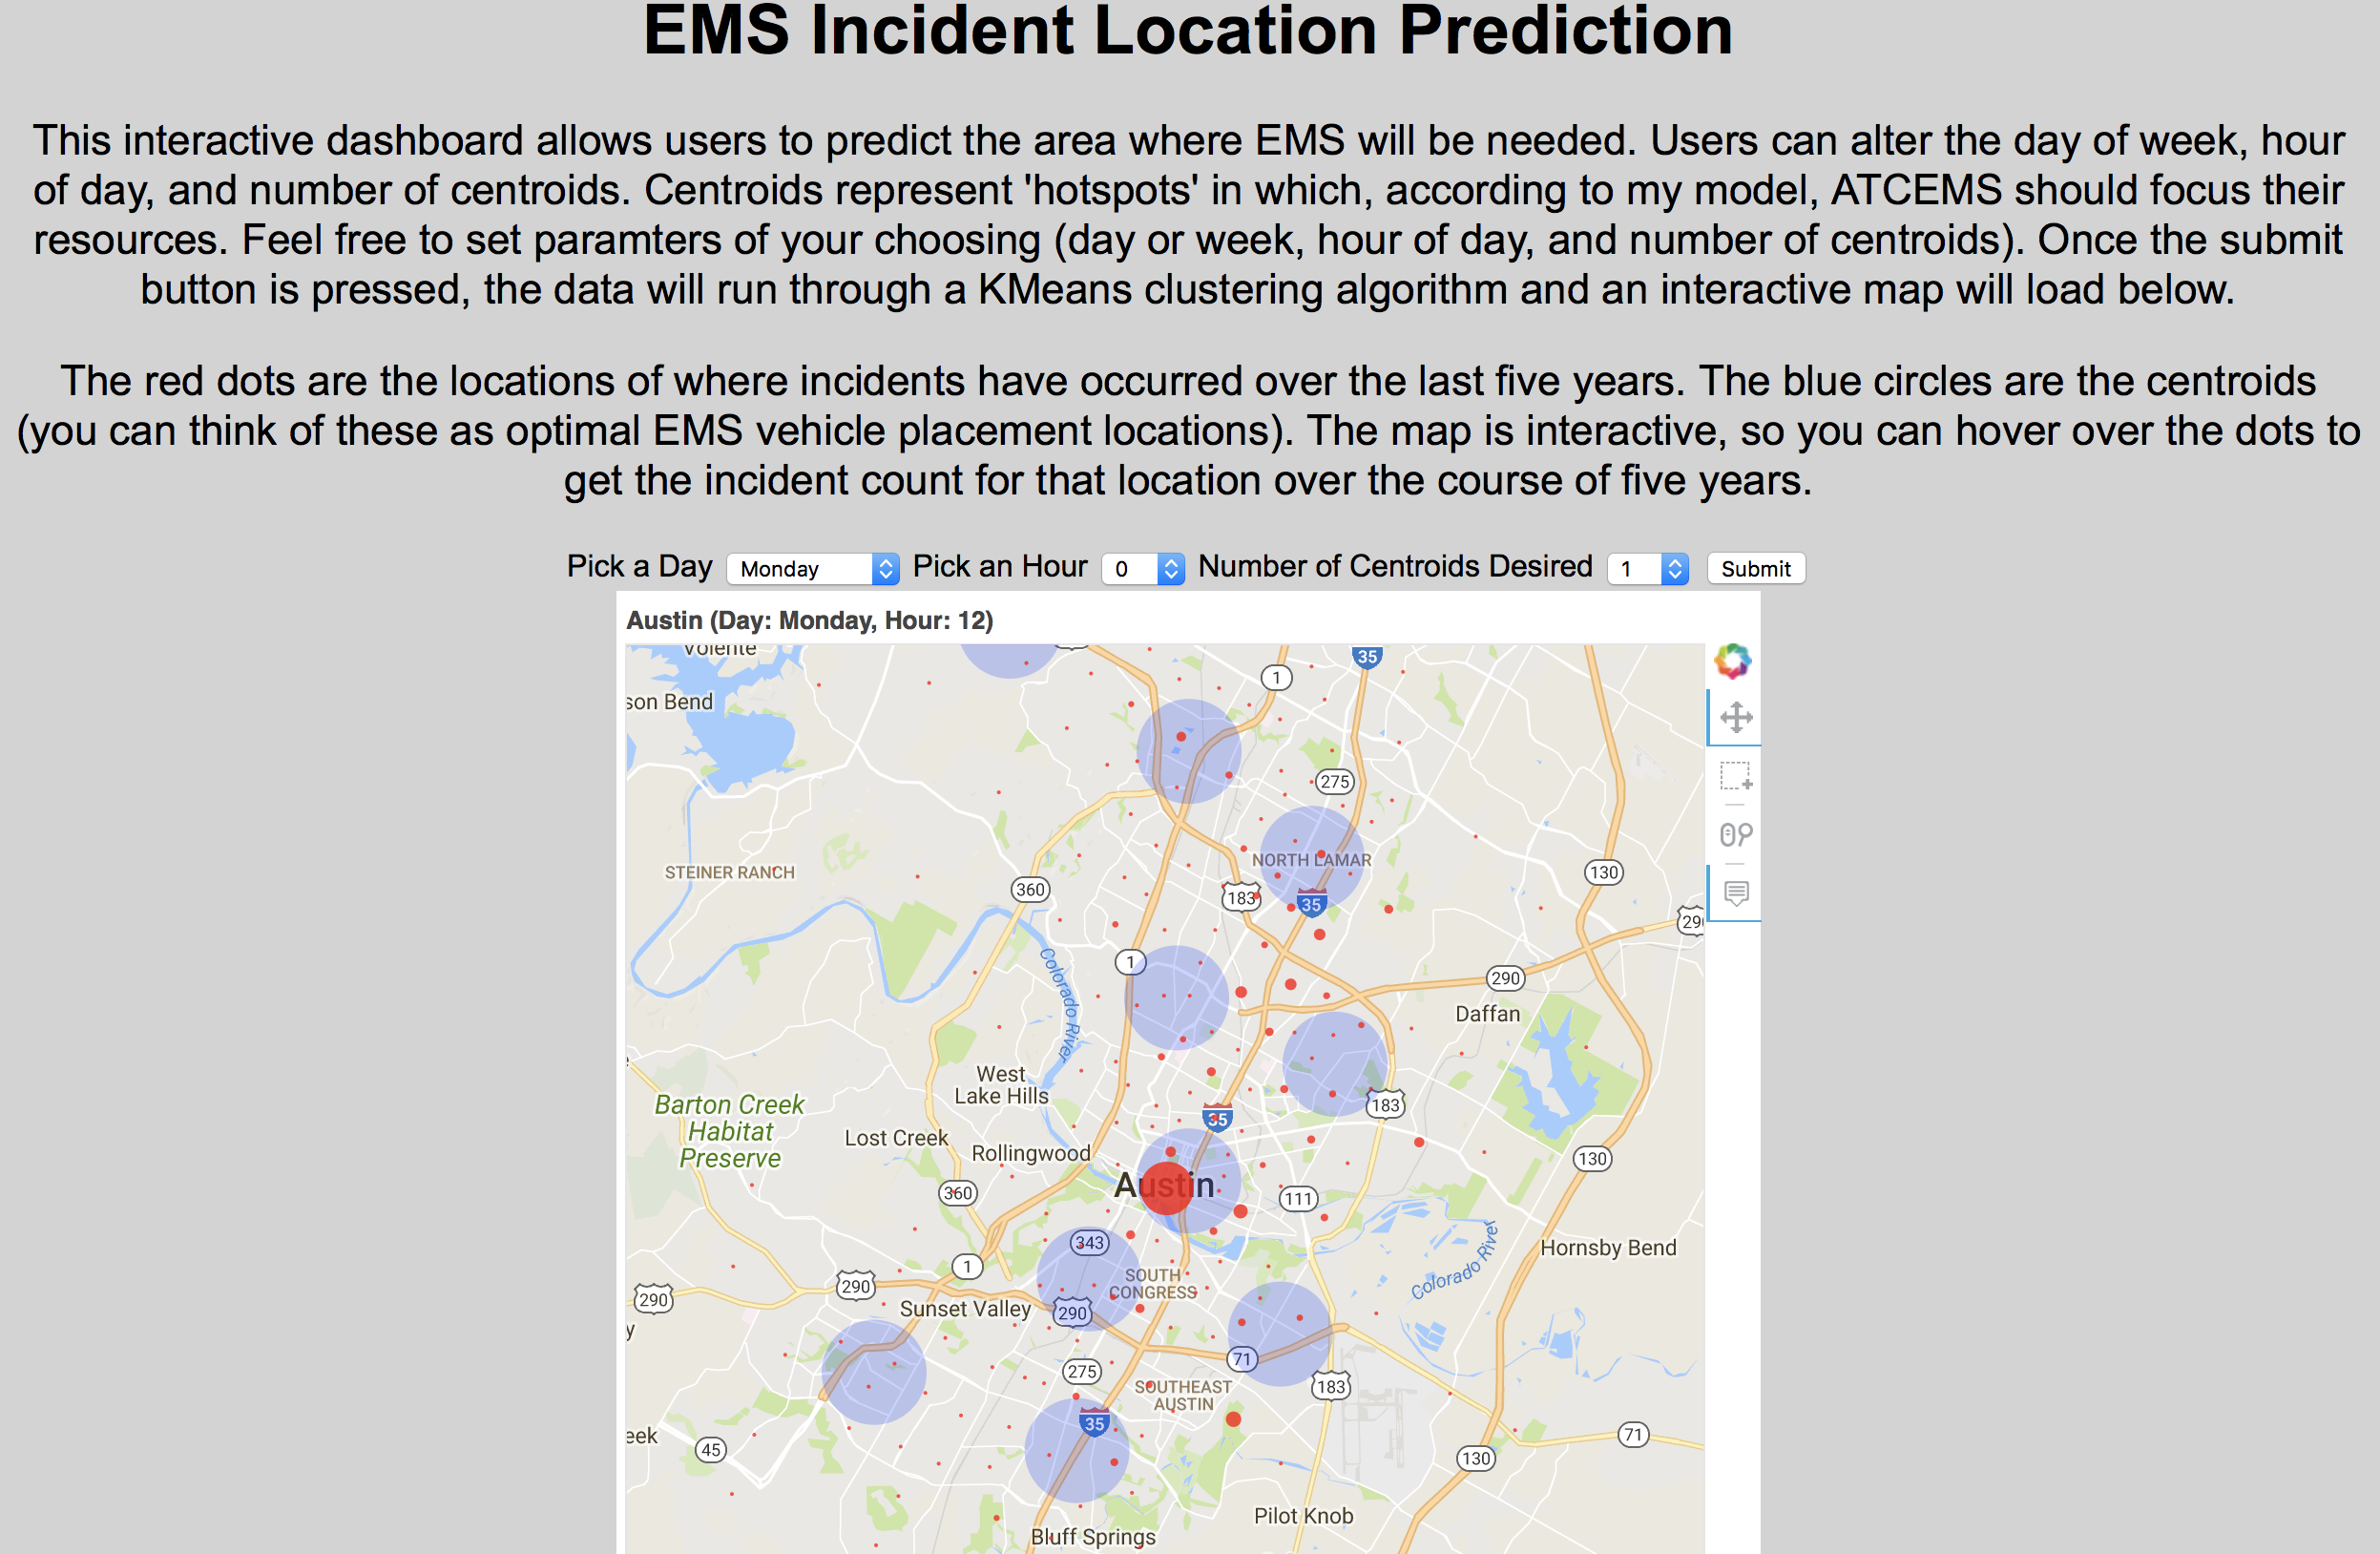 EMS Incident Location Prediction
This interactive dashboard allows users to predict the area where EMS will be needed. Users can alter the day of week, hour
of day, and number of centroids. Centroids represent 'hotspots' in which, according to my model, ATCEMS should focus their
resources. Feel free to set paramters of your choosing (day or week, hour of day, and number of centroids). Once the submit
button is pressed, the data will run through a KMeans clustering algorithm and an interactive map will load below.
The red dots are the locations of where incidents have occurred over the last five years. The blue circles are the centroids
(you can think of these as optimal EMS vehicle placement locations). The map is interactive, so you can hover over the dots to
get the incident count for that location over the course of five years.
Pick a Day Monday Pick an Hour 0 Number of Centroids Desired 1 Submit
Austin (Day: Monday, Hour: 12)
Volente
35
1
son Bend
275
NORTH LAMAR
STEINER RANCH
130
360
183
35
290
Colorado River
1
290
Daffan
West
Lake Hills
Barton Creek
Habitat
Preserve
183
35
Lost Creek
Rollingwood
130
Austin
360
111
343
Hornsby Bend
Colorado River
1
SOUTH
CONGRESS
290
290
Sunset Valley
290
y
71
275
183
SOUTHEAST
AUSTIN
35
eek
45
71
130
Pilot Knob
Bluff Springs